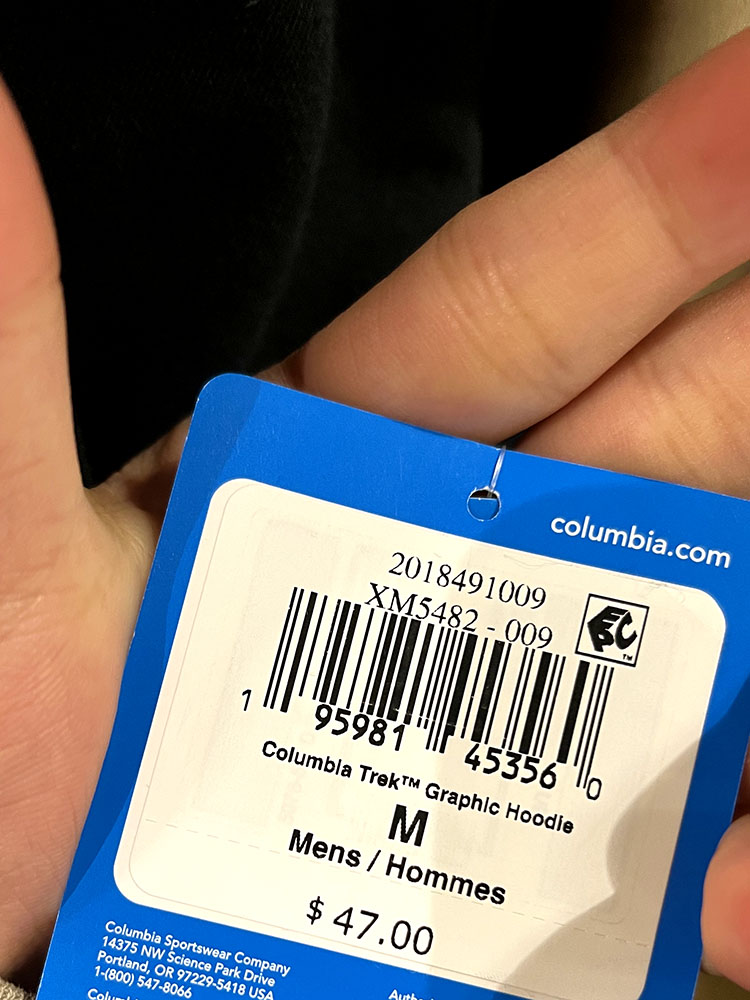 columbia.com
2018491009
XM5482 - 009
EPC™
1 95981 45356 0
Columbia Trek™ Graphic Hoodie
M
Mens / Hommes
$ 47.00
Columbia Sportswear Company
14375 NW Science Park Drive
Portland, OR 97229-5418 USA
1-(800) 547-8066